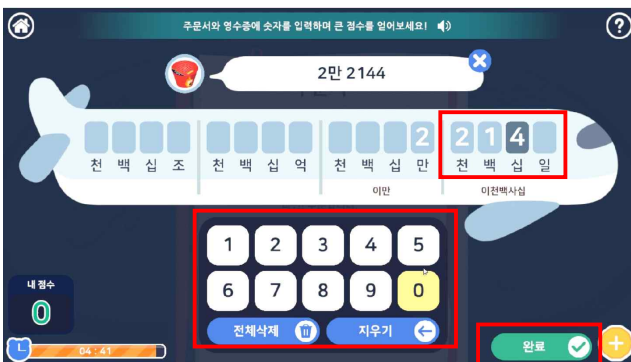 주문서와 영수증에 숫자를 입력하며 큰 점수를 얻어보세요!
2만 2144
2 2 1 4
천 백 십 조 천 백 십 억 천 백 십 만 천 백 십 일
이만 이천백사십
1 2 3 4 5
6 7 8 9 0
전체삭제 지우기
내 점수
0
04 : 41
완료